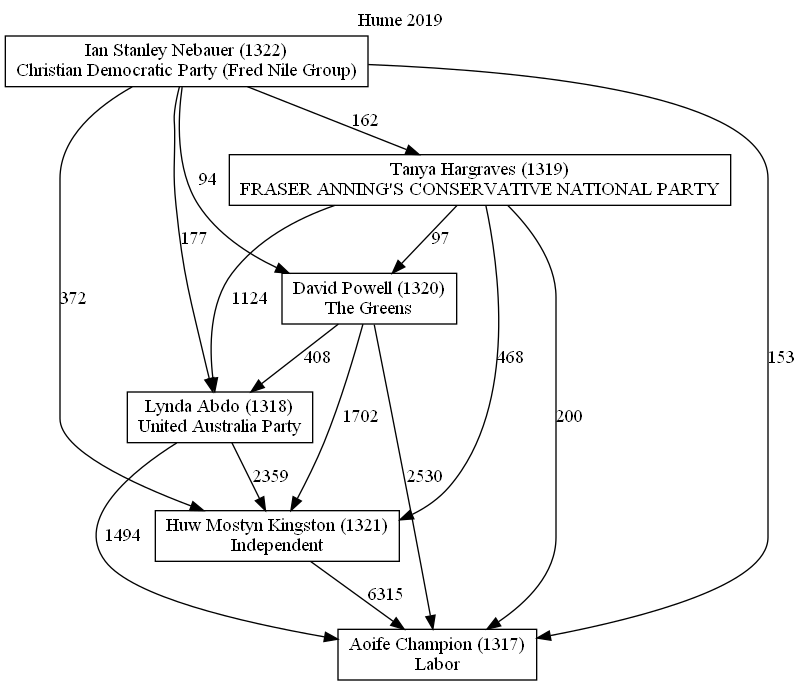 Hume 2019
Ian Stanley Nebauer (1322)
Christian Democratic Party (Fred Nile Group)
162
Tanya Hargraves (1319)
FRASER ANNING'S CONSERVATIVE NATIONAL PARTY
94
177
97
1124
372
David Powell (1320)
The Greens
408
468
153
Lynda Abdo (1318)
United Australia Party
1702
200
2359
2530
1494
Huw Mostyn Kingston (1321)
Independent
6315
Aoife Champion (1317)
Labor